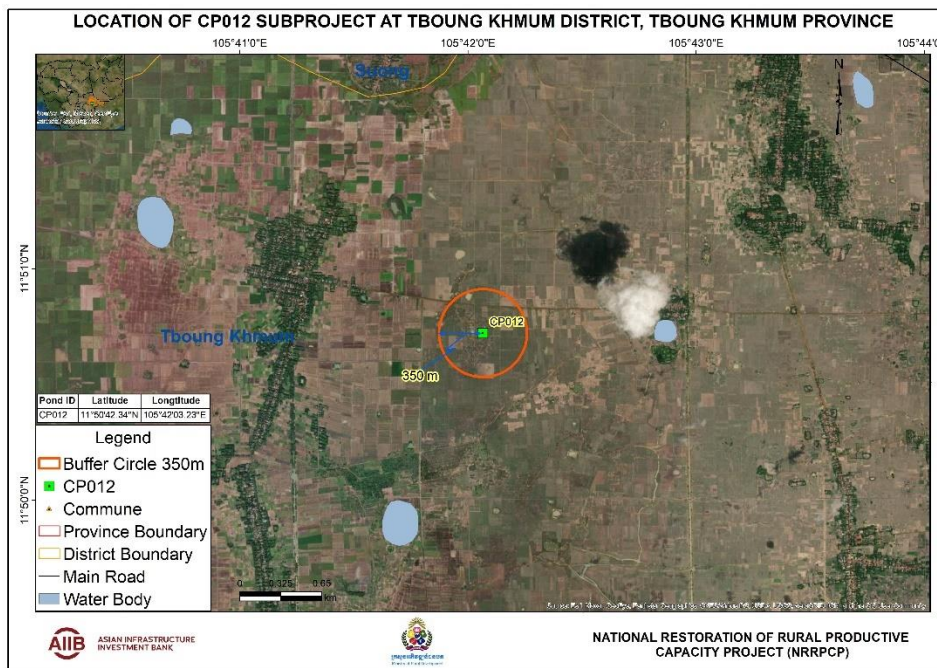 LOCATION OF CP012 SUBPROJECT AT TBOUNG KHMUM DISTRICT, TBOUNG KHMUM PROVINCE
105°41'0"E 105°42'0"E 105°43'0"E 105°44'0
Suong
N
11°51'0"N
CP012
Tboung Khmum
350 m
Pond ID Latitude Longtitude
CP012 11°50'42.34"N 105°42'03.23"E
Legend
Buffer Circle 350m
CP012
Commune
Province Boundary
District Boundary
Main Road
Water Body
11°50'0"N
0 0.325 0.65
km
AIIB ASIAN INFRASTRUCTURE
INVESTMENT BANK
NATIONAL RESTORATION OF RURAL PRODUCTIVE
CAPACITY PROJECT (NRRPCP)